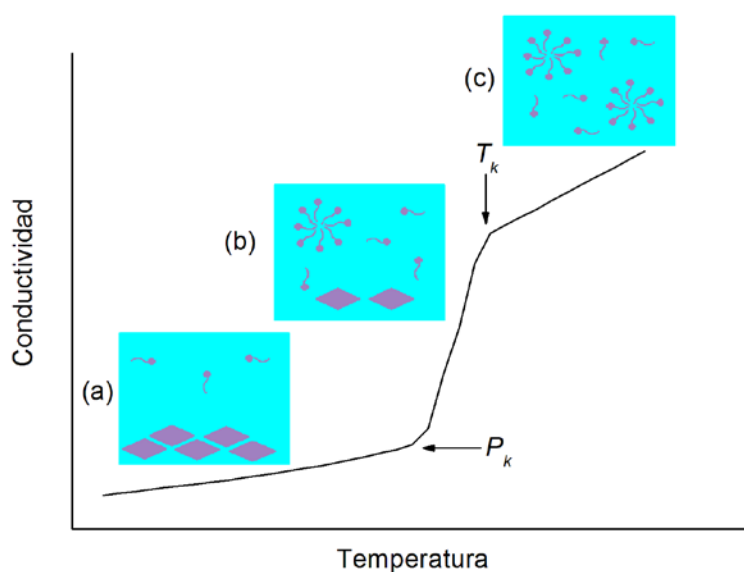 (c)
T_k
(b)
Conductividad
(a)
P_k
Temperatura